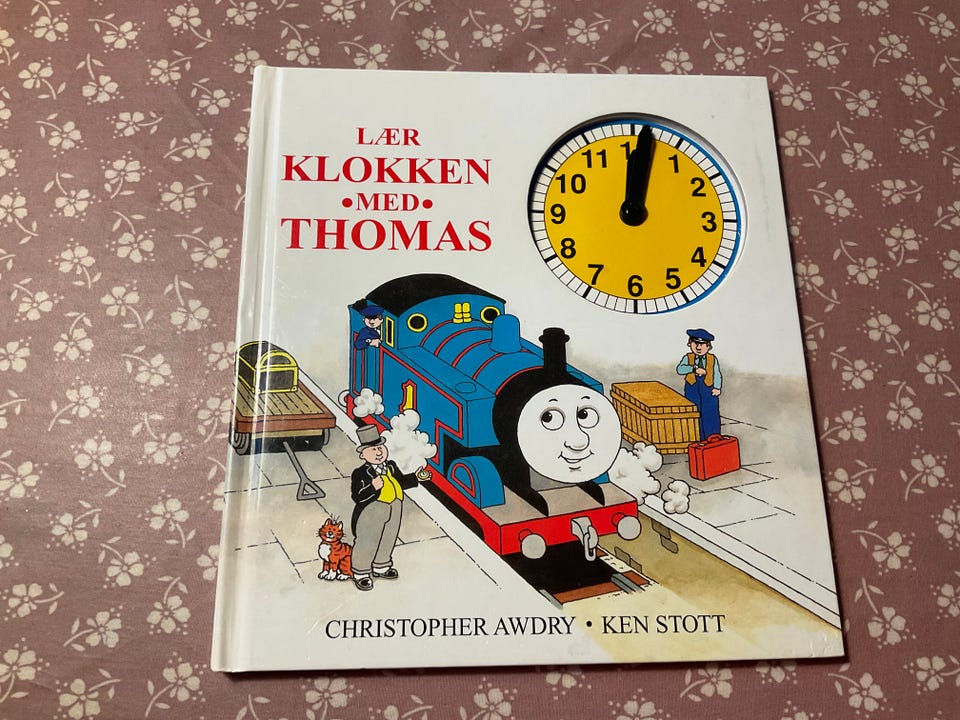 LÆR
KLOKKEN
•MED•
THOMAS
11
1
10
2
9
3
8
4
7
6
5
1
CHRISTOPHER AWDRY • KEN STOTT